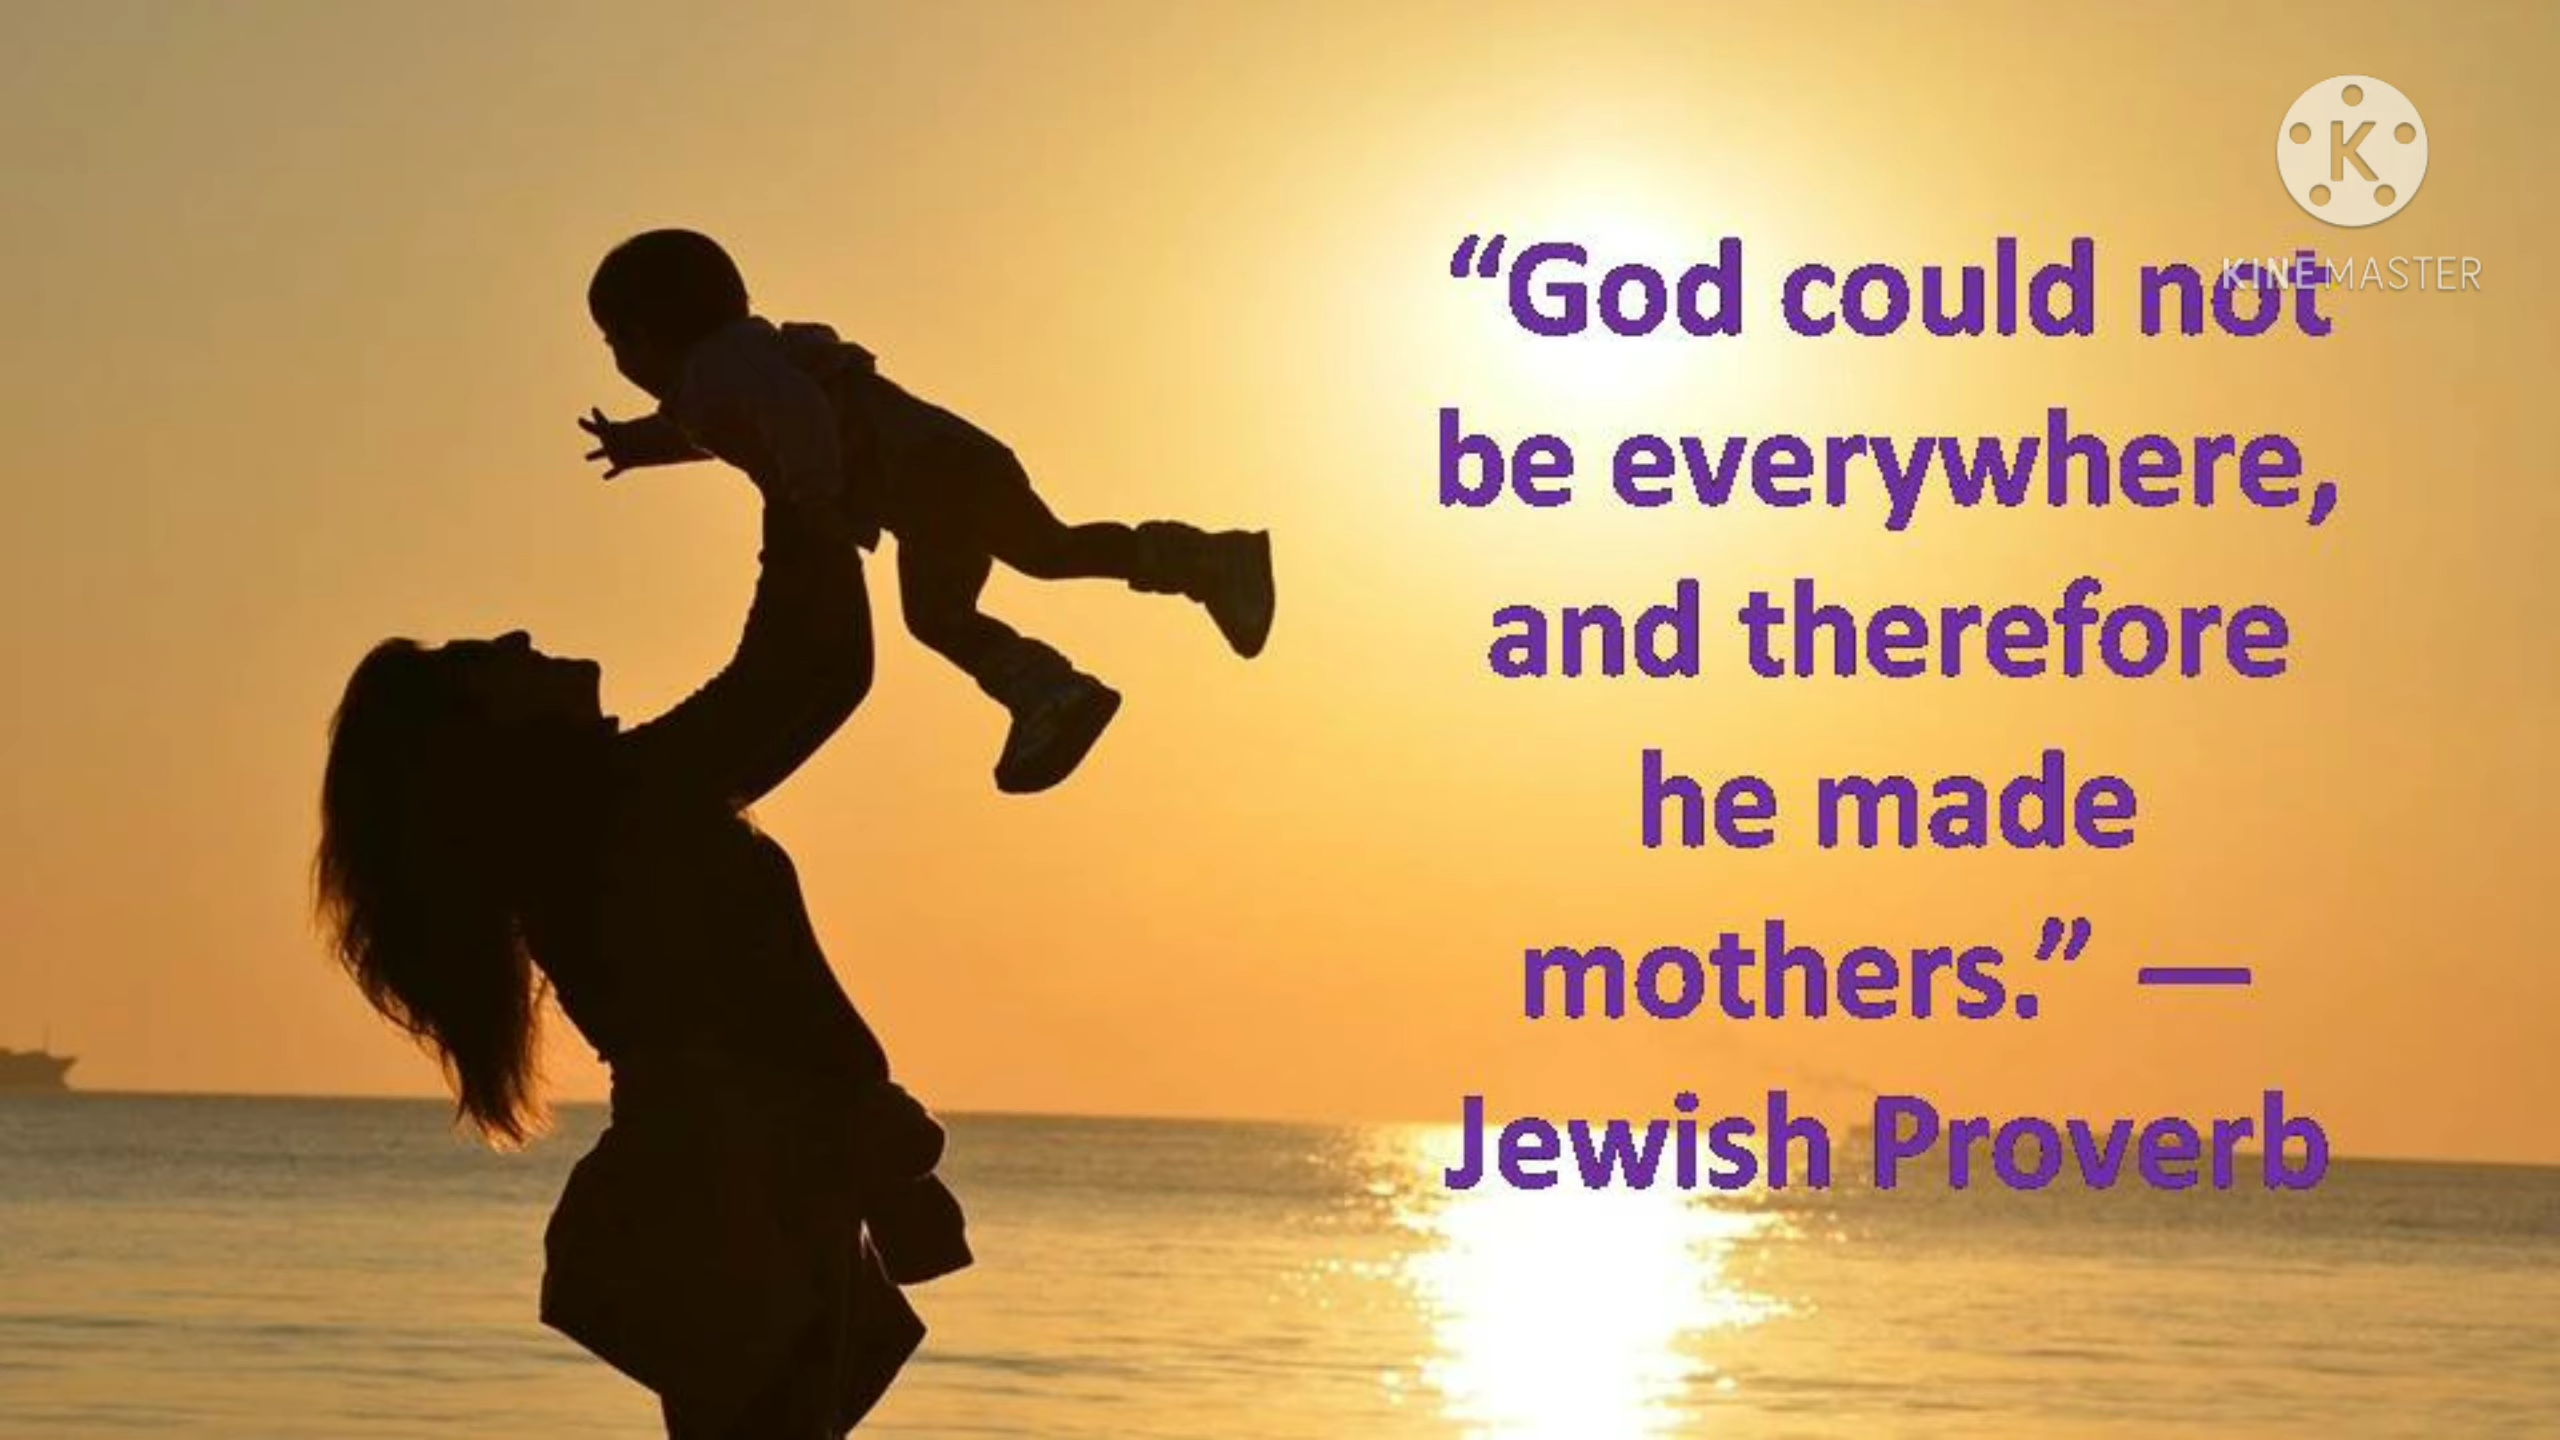 K
KINEMASTER
“God could not
be everywhere,
and therefore
he made
mothers.” —
Jewish Proverb